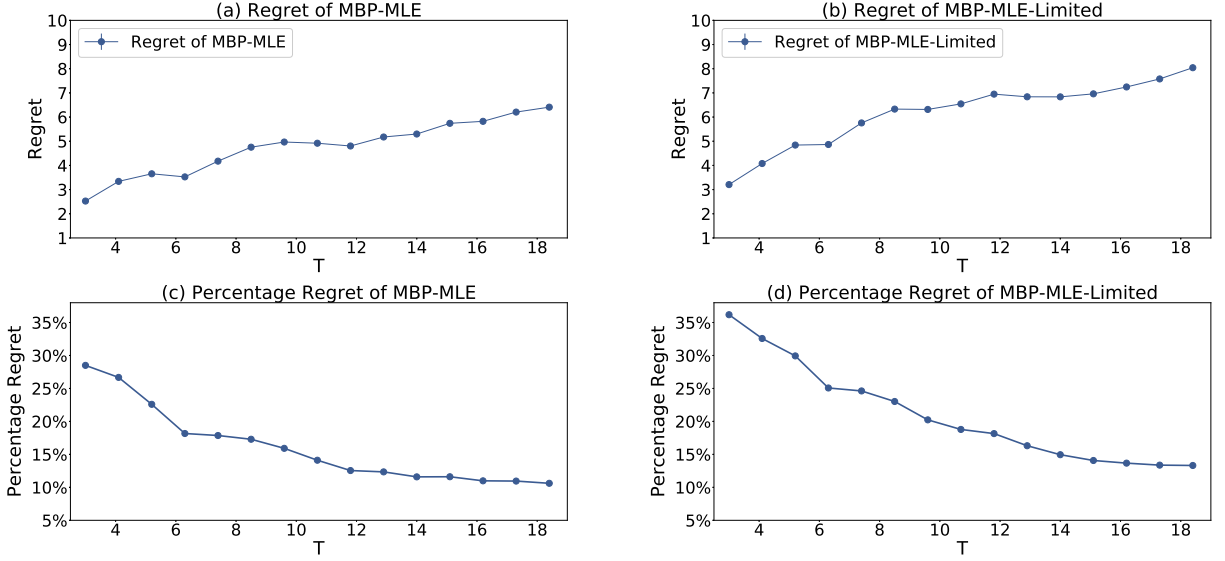 (a) Regret of MBP-MLE
Regret of MBP-MLE
Regret
10
9
8
7
6
5
4
3
2
1
4 6 8 10 12 14 16 18
T
(b) Regret of MBP-MLE-Limited
Regret of MBP-MLE-Limited
Regret
10
9
8
7
6
5
4
3
2
1
4 6 8 10 12 14 16 18
T
(c) Percentage Regret of MBP-MLE
Percentage Regret
35%
30%
25%
20%
15%
10%
5%
4 6 8 10 12 14 16 18
T
(d) Percentage Regret of MBP-MLE-Limited
Percentage Regret
35%
30%
25%
20%
15%
10%
5%
4 6 8 10 12 14 16 18
T